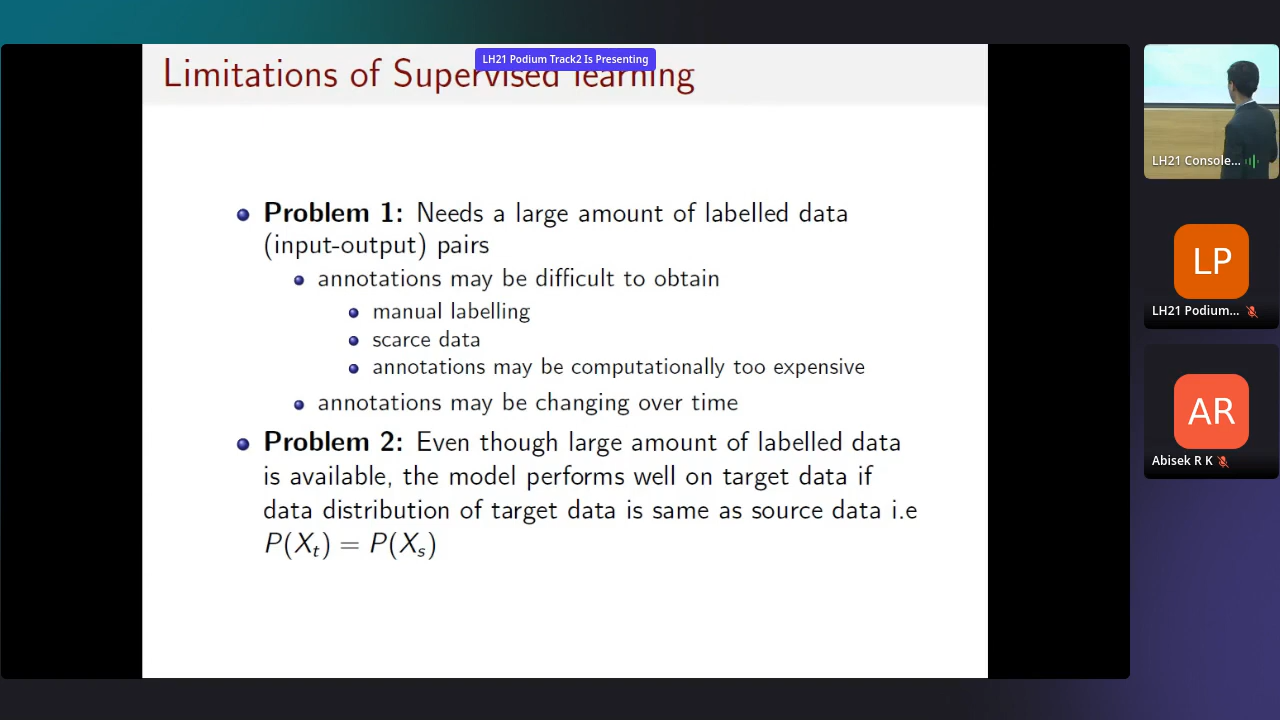 LH21 Podium Track2 Is Presenting
Limitations of Supervised learning
Problem 1: Needs a large amount of labelled data
(input-output) pairs
annotations may be difficult to obtain
manual labelling
scarce data
annotations may be computationally too expensive
annotations may be changing over time
Problem 2: Even though large amount of labelled data
is available, the model performs well on target data if
data distribution of target data is same as source data i.e
P(Xₜ) = P(Xₛ)
LH21 Console...
LP
LH21 Podium...
AR
Abisek R K